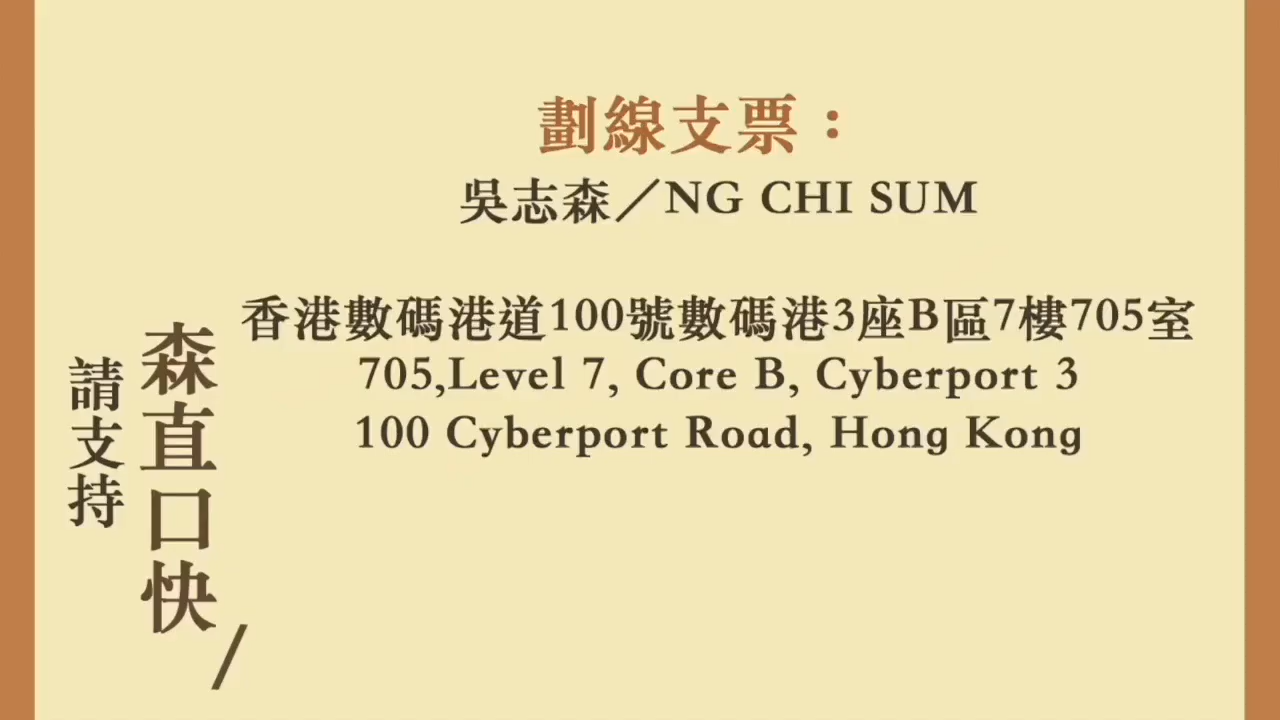 劃線支票：
吳志森／NG CHI SUM
香港數碼港道100號數碼港3座B區7樓705室
705,Level 7, Core B, Cyberport 3
100 Cyberport Road, Hong Kong
請支持
森直口快
/